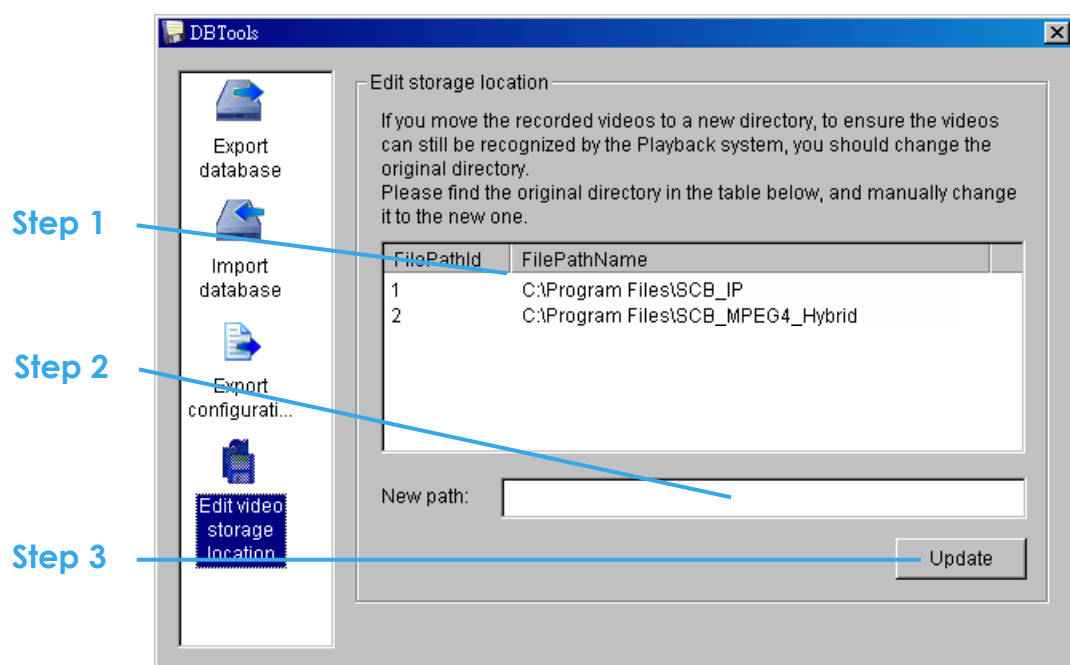 DBTools
Export
database
Import
database
Export
configurati...
Edit video
storage
location
Edit storage location
If you move the recorded videos to a new directory, to ensure the videos
can still be recognized by the Playback system, you should change the
original directory.
Please find the original directory in the table below, and manually change
it to the new one.
FilePathId FilePathName
1 C:\Program Files\SCB_IP
2 C:\Program Files\SCB_MPEG4_Hybrid
New path:
Update
Step 1
Step 2
Step 3